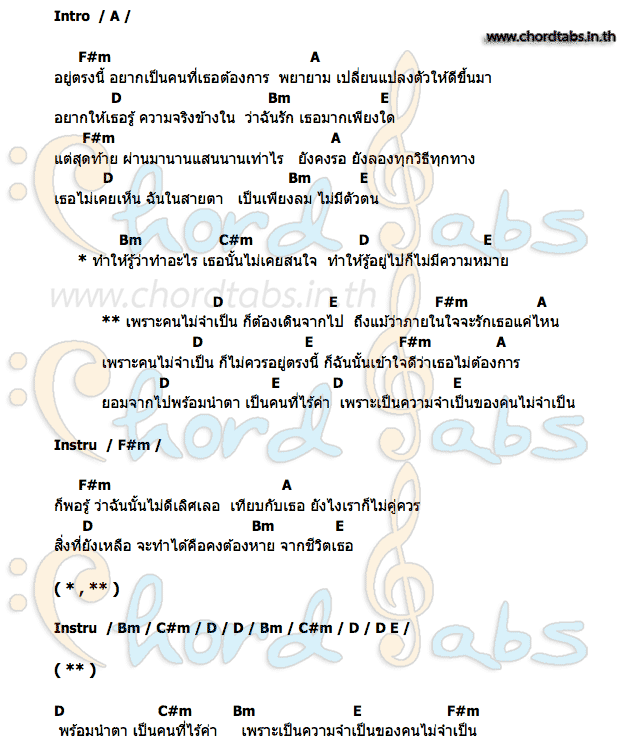 Intro / A /
www.chordtabs.in.th
F#m A
อยู่ตรงนี้ อยากเป็นคนที่เธอต้องการ พยายาม เปลี่ยนแปลงตัวให้ดีขึ้นมา
D Bm E
อยากให้เธอรู้ ความจริงข้างใน ว่าฉันรัก เธอมากเพียงใด
F#m A
แต่สุดท้าย ผ่านมานานแสนนานเท่าไร ยังคงรอ ยังลองทุกวิธีทุกทาง
D Bm E
เธอไม่เคยเห็น ฉันในสายตา เป็นเพียงลม ไม่มีตัวตน
Bm C#m D E
* ทำให้รู้ว่าทำอะไร เธอนั้นไม่เคยสนใจ ทำให้รู้อยู่ไปก็ไม่มีความหมาย
www.chordtabs.in.th
D E F#m A
** เพราะคนไม่จำเป็น ก็ต้องเดินจากไป ถึงแม้ว่าภายในใจจะรักเธอแค่ไหน
D E F#m A
เพราะคนไม่จำเป็น ก็ไม่ควรอยู่ตรงนี้ ก็ฉันนั้นเข้าใจดีว่าเธอไม่ต้องการ
D E D E
ยอมจากไปพร้อมน้ำตา เป็นคนที่ไร้ค่า เพราะเป็นความจำเป็นของคนไม่จำเป็น
Instru / F#m /
F#m A
ก็พอรู้ ว่าฉันนั้นไม่ดีเลิศเลอ เทียบกับเธอ ยังไงเราก็ไม่คู่ควร
D Bm E
สิ่งที่ยังเหลือ จะทำได้คือคงต้องหาย จากชีวิตเธอ
( * , ** )
Instru / Bm / C#m / D / D / Bm / C#m / D / D E /
( ** )
D C#m Bm E F#m
พร้อมน้ำตา เป็นคนที่ไร้ค่า เพราะเป็นความจำเป็นของคนไม่จำเป็น